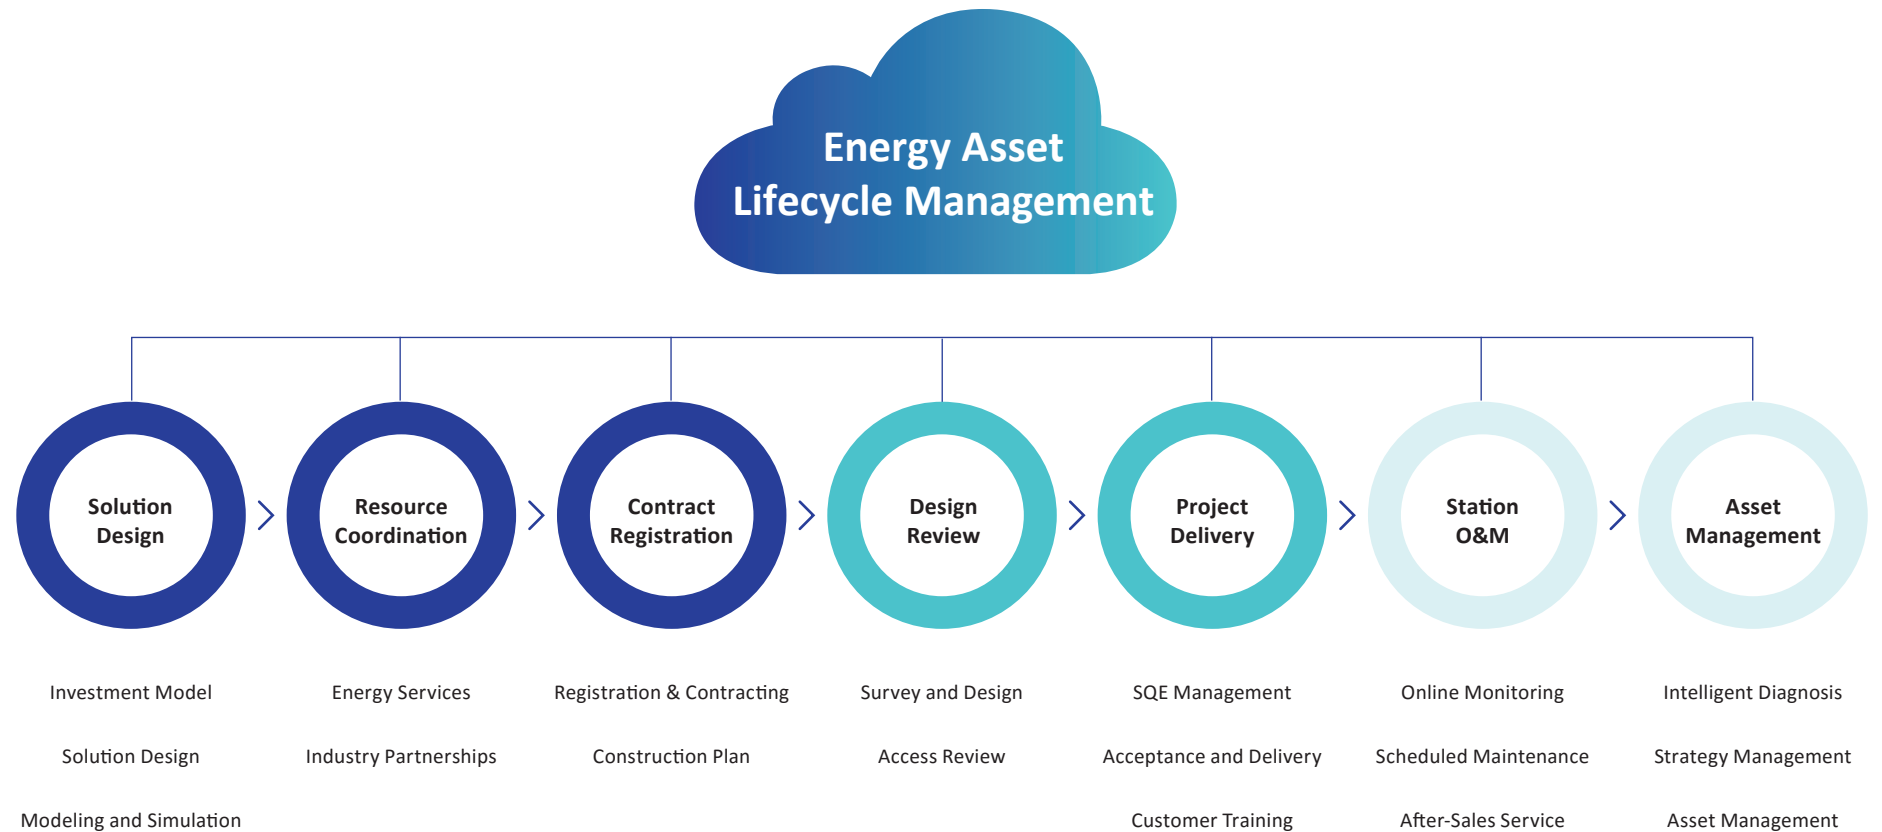 Energy Asset
Lifecycle Management
Solution
Design
Resource
Coordination
Contract
Registration
Design
Review
Project
Delivery
Station
O&M
Asset
Management
Investment Model
Solution Design
Modeling and Simulation
Energy Services
Industry Partnerships
Registration & Contracting
Construction Plan
Survey and Design
Access Review
SQE Management
Acceptance and Delivery
Customer Training
Online Monitoring
Scheduled Maintenance
After-Sales Service
Intelligent Diagnosis
Strategy Management
Asset Management